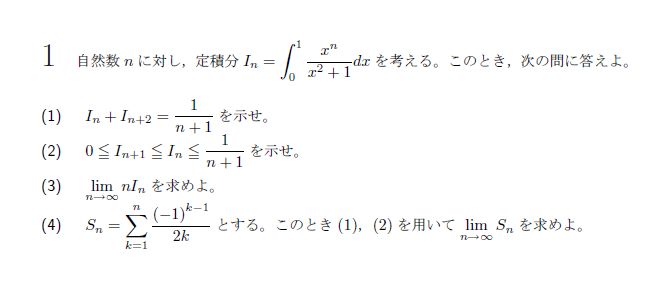 1 自然数 n に対し，定積分 $I_n = \int_0^1 \frac{x^n}{x^2+1} dx$ を考える。このとき，次の問に答えよ。
(1) $I_n + I_{n+2} = \frac{1}{n+1}$ を示せ。
(2) $0 \leqq I_{n+1} \leqq I_n \leqq \frac{1}{n+1}$ を示せ。
(3) $\lim_{n \to \infty} nI_n$ を求めよ。
(4) $S_n = \sum_{k=1}^{n} \frac{(-1)^{k-1}}{2k}$ とする。このとき (1)，(2) を用いて $\lim_{n \to \infty} S_n$ を求めよ。